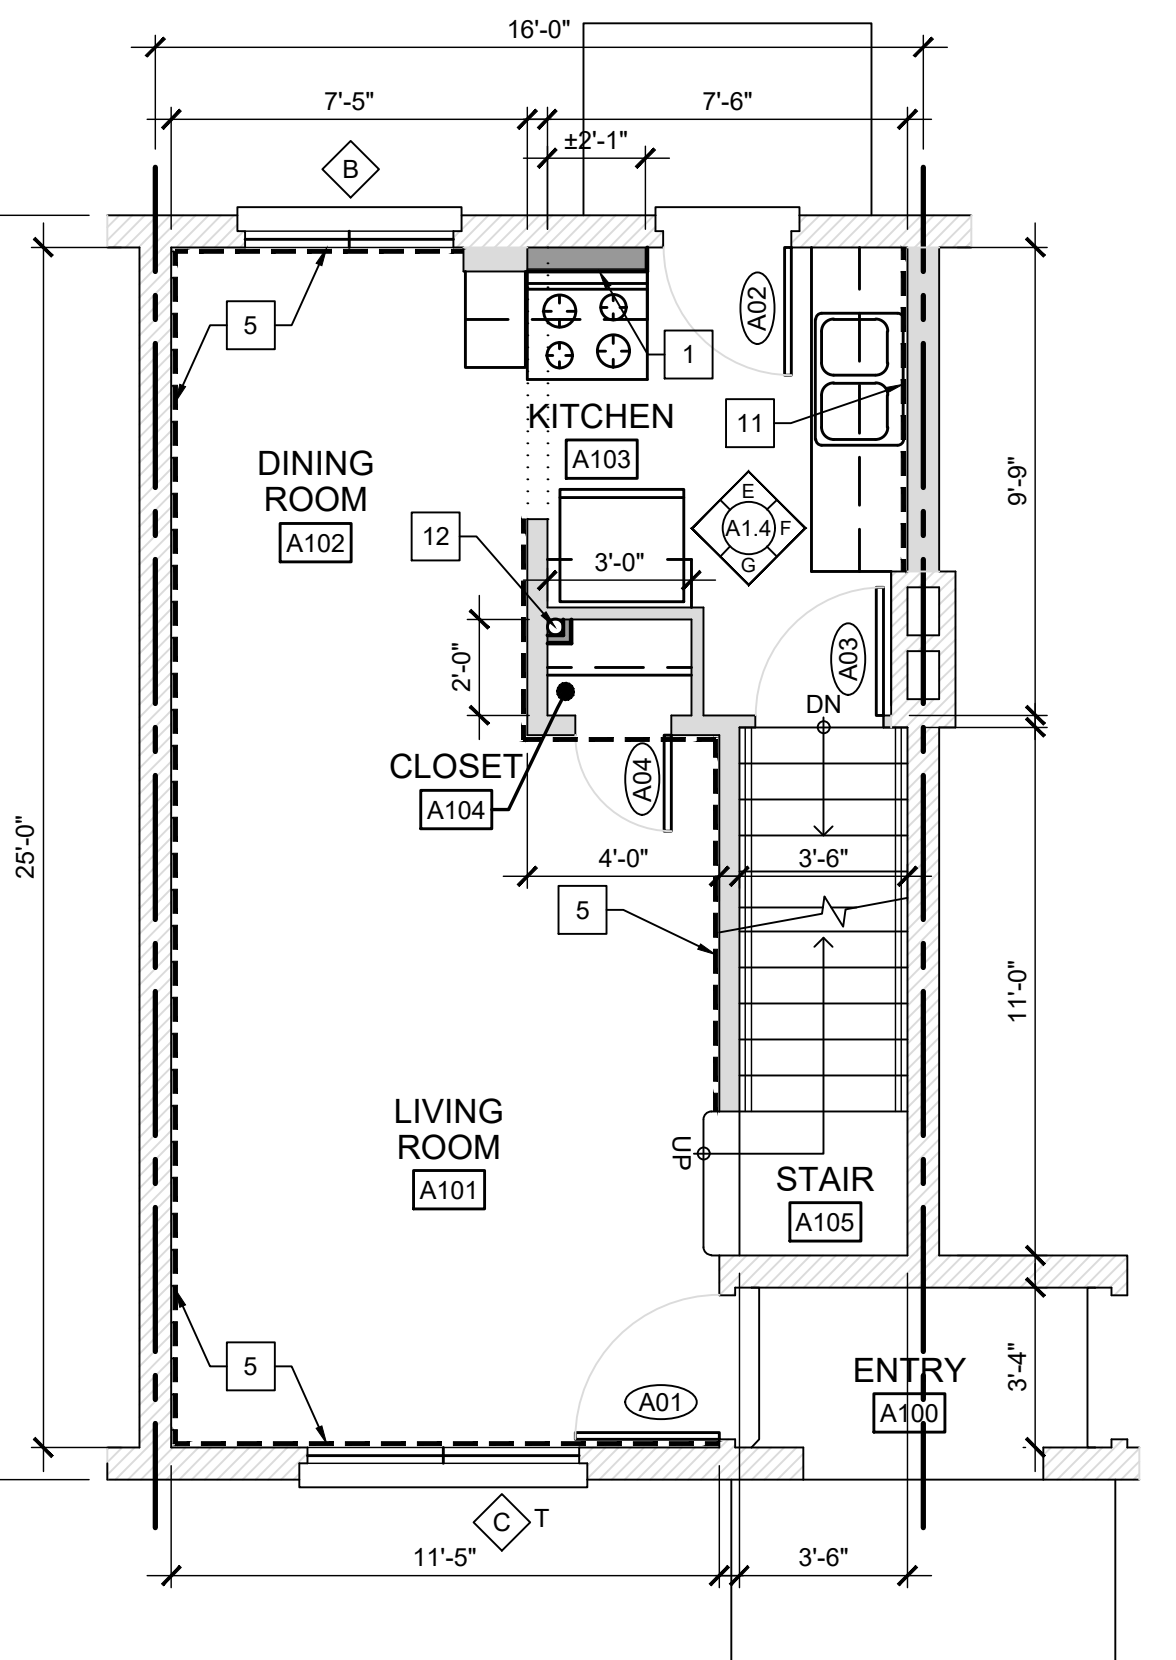 16'-0"
7'-5"
7'-6"
±2'-1"
B
A02
5
1
11
KITCHEN
A103
DINING
ROOM
A102
9'-9"
E
A1.4
F
G
12
3'-0"
2'-0"
A03
DN
CLOSET
A104
A04
25'-0"
4'-0"
3'-6"
5
11'-0"
LIVING
ROOM
A101
UP
STAIR
A105
5
A01
ENTRY
A100
3'-4"
C
T
11'-5"
3'-6"